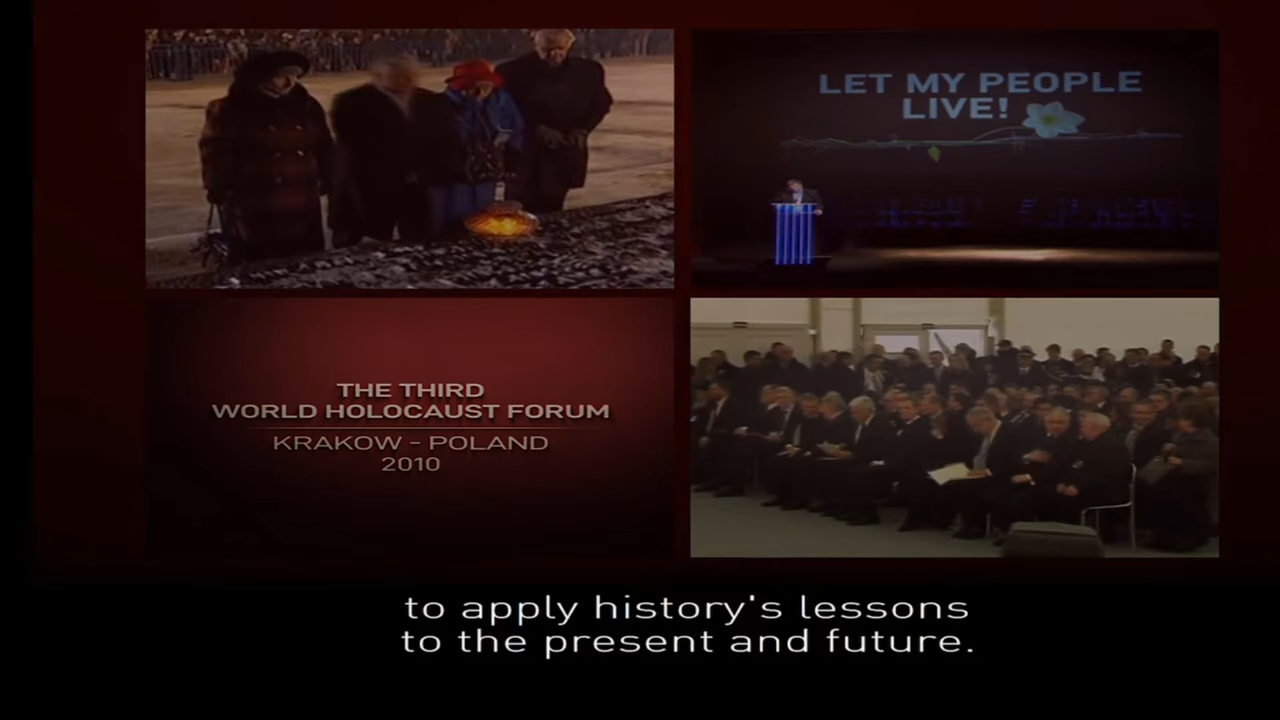 LET MY PEOPLE
LIVE!
THE THIRD
WORLD HOLOCAUST FORUM
KRAKOW - POLAND
2010
to apply history's lessons
to the present and future.